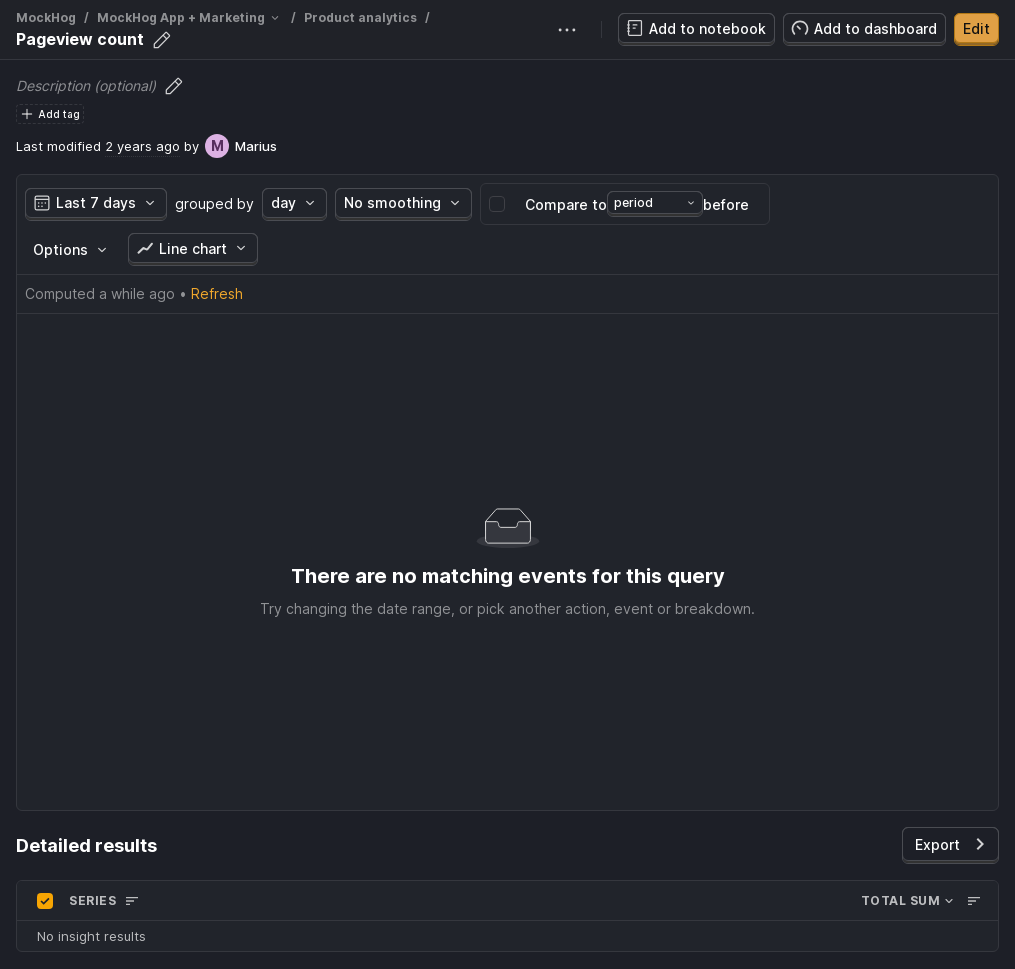 MockHog / MockHog App + Marketing / Product analytics /
Pageview count
Add to notebook
Add to dashboard
Edit
Description (optional)
Add tag
Last modified 2 years ago by M Marius
Last 7 days grouped by day No smoothing Compare to period before
Options Line chart
Computed a while ago • Refresh
There are no matching events for this query
Try changing the date range, or pick another action, event or breakdown.
Detailed results
Export
SERIES TOTAL SUM
No insight results